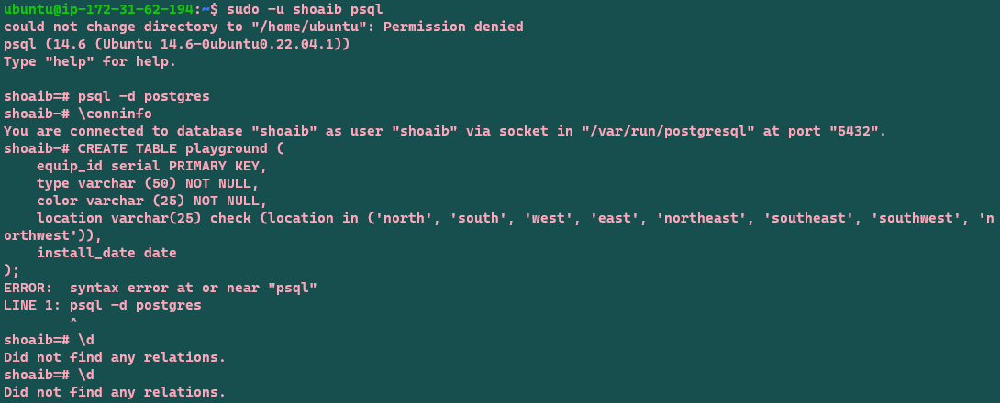 ubuntu@ip-172-31-62-194:~$ sudo -u shoaib psql
could not change directory to "/home/ubuntu": Permission denied
psql (14.6 (Ubuntu 14.6-0ubuntu0.22.04.1))
Type "help" for help.

shoaib=# psql -d postgres
shoaib-# \conninfo
You are connected to database "shoaib" as user "shoaib" via socket in "/var/run/postgresql" at port "5432".
shoaib-# CREATE TABLE playground (
    equip_id serial PRIMARY KEY,
    type varchar (50) NOT NULL,
    color varchar (25) NOT NULL,
    location varchar(25) check (location in ('north', 'south', 'west', 'east', 'northeast', 'southeast', 'southwest', 'n
orthwest')),
    install_date date
);
ERROR:  syntax error at or near "psql"
LINE 1: psql -d postgres
        ^
shoaib=# \d
Did not find any relations.
shoaib=# \d
Did not find any relations.